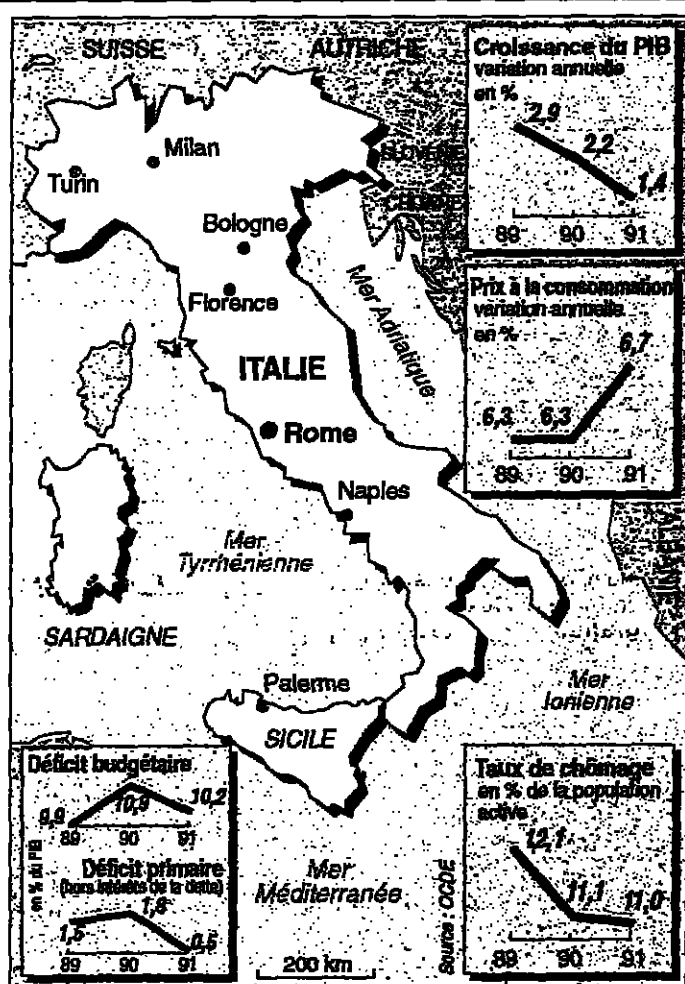 SUISSE
AUTRICHE
Croissance du PIB
variation annuelle
en %
2,9
2,2
1,4
89 90 91
Milan
Turin
Bologne
Florence
Mer Adriatique
Prix à la consommation
variation annuelle
en %
6,3 6,3 6,7
89 90 91
ITALIE
Rome
Naples
ALBANIE
Mer
Tyrrhénienne
SARDAIGNE
Palerme
SICILE
Mer
Ionienne
Déficit budgétaire
9,9 10,9 10,2
89 90 91
en % du PIB
Déficit primaire
(hors intérêts de la dette)
1,5
0,5
89 90 91
Mer
Méditerranée
200 km
Source : OCDE
Taux de chômage
en % de la population
active
12,1
11,1 11,0
89 90 91